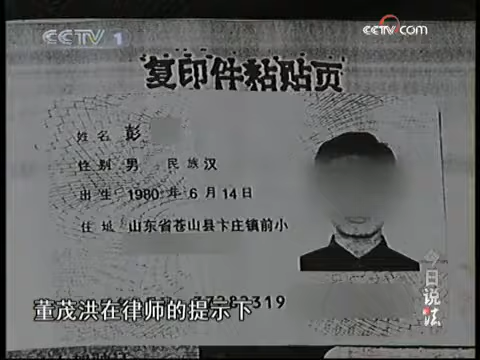 CCTV 1
cctv.com
复印件粘贴页
姓名 彭
性别 男 民族 汉
出生 1980 年 6 月 14 日
住址 山东省苍山县卞庄镇前小
319
今日说法
董茂洪在律师的提示下